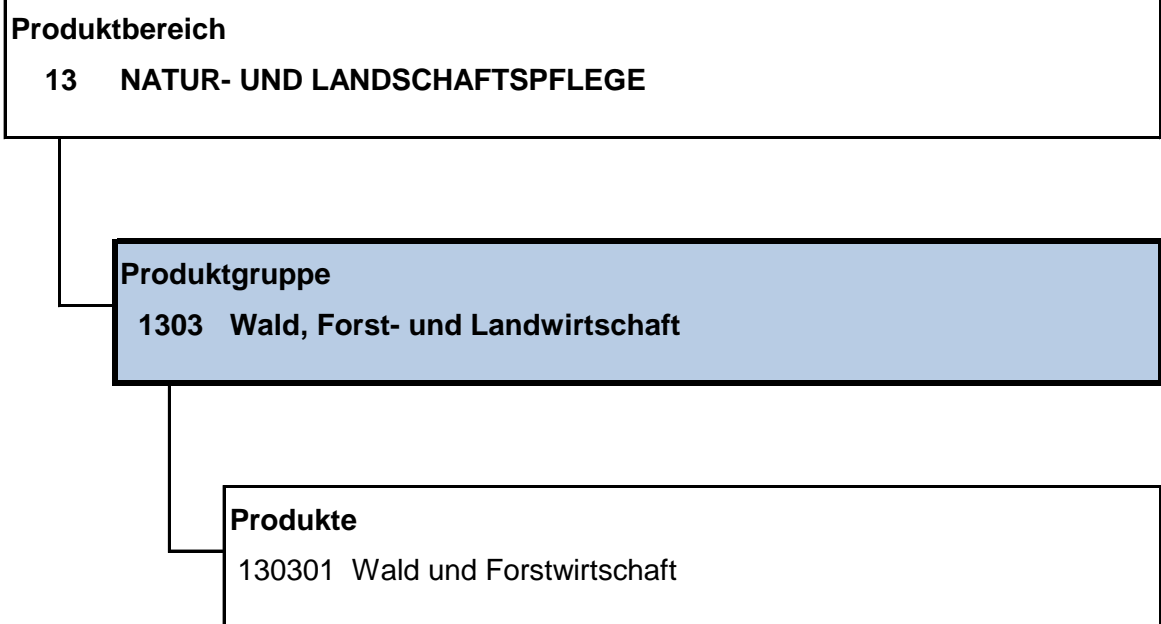 Produktbereich
13 NATUR- UND LANDSCHAFTSPFLEGE
Produktgruppe
1303 Wald, Forst- und Landwirtschaft
Produkte
130301 Wald und Forstwirtschaft